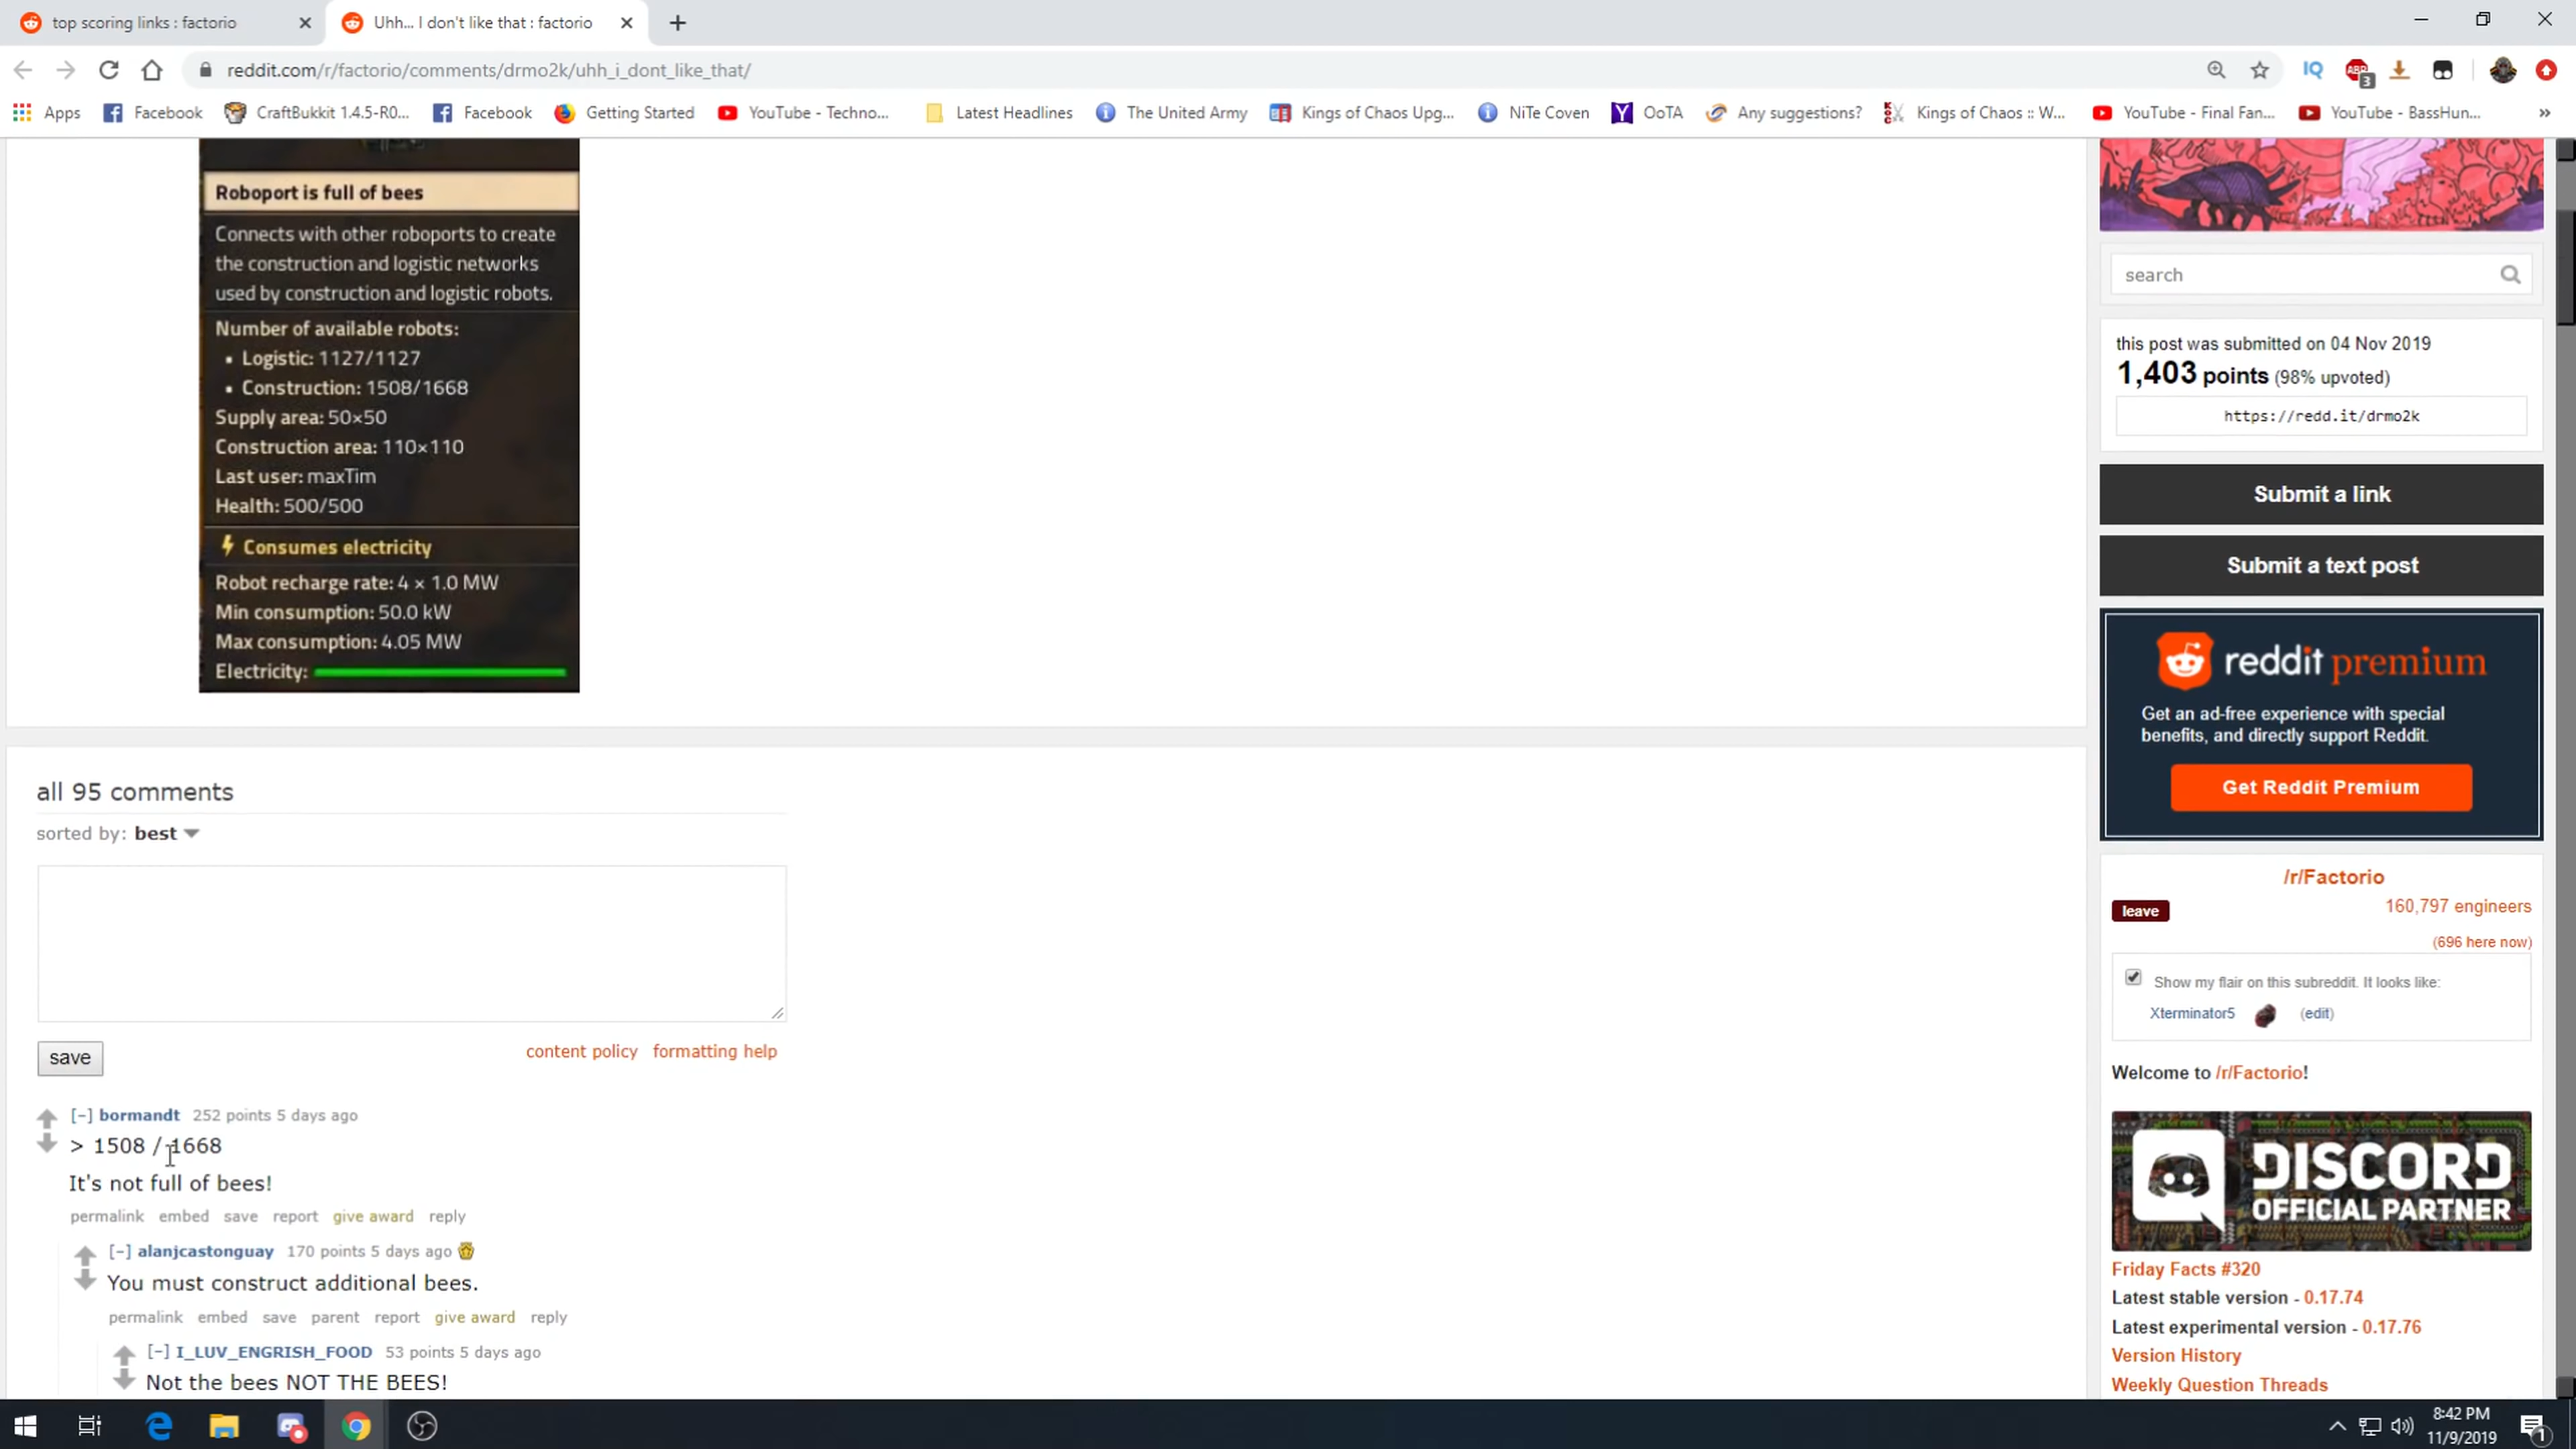 top scoring links : factorio
Uhh... I don't like that : factorio
reddit.com/r/factorio/comments/drmo2k/uhh_i_dont_like_that/
IQ
ABP
3
Apps
Facebook
CraftBukkit 1.4.5-R0...
Facebook
Getting Started
YouTube - Techno...
Latest Headlines
The United Army
Kings of Chaos Upg...
NiTe Coven
OoTA
Any suggestions?
Kings of Chaos :: W...
YouTube - Final Fan...
YouTube - BassHun...
»
Roboport is full of bees
Connects with other roboports to create
the construction and logistic networks
used by construction and logistic robots.
Number of available robots:
▪ Logistic: 1127/1127
▪ Construction: 1508/1668
Supply area: 50×50
Construction area: 110×110
Last user: maxTim
Health: 500/500
Consumes electricity
Robot recharge rate: 4 × 1.0 MW
Min consumption: 50.0 kW
Max consumption: 4.05 MW
Electricity:
all 95 comments
sorted by: best
save
content policy formatting help
[–] bormandt 252 points 5 days ago
> 1508 / 1668
It's not full of bees!
permalink embed save report give award reply
[–] alanjcastonguay 170 points 5 days ago
You must construct additional bees.
permalink embed save parent report give award reply
[–] I_LUV_ENGRISH_FOOD 53 points 5 days ago
Not the bees NOT THE BEES!
search
this post was submitted on 04 Nov 2019
1,403 points (98% upvoted)
https://redd.it/drmo2k
Submit a link
Submit a text post
reddit premium
Get an ad-free experience with special
benefits, and directly support Reddit.
Get Reddit Premium
/r/Factorio
leave
160,797 engineers
(696 here now)
Show my flair on this subreddit. It looks like:
Xterminator5 (edit)
Welcome to /r/Factorio!
DISCORD
OFFICIAL PARTNER
Friday Facts #320
Latest stable version - 0.17.74
Latest experimental version - 0.17.76
Version History
Weekly Question Threads
8:42 PM
11/9/2019
1